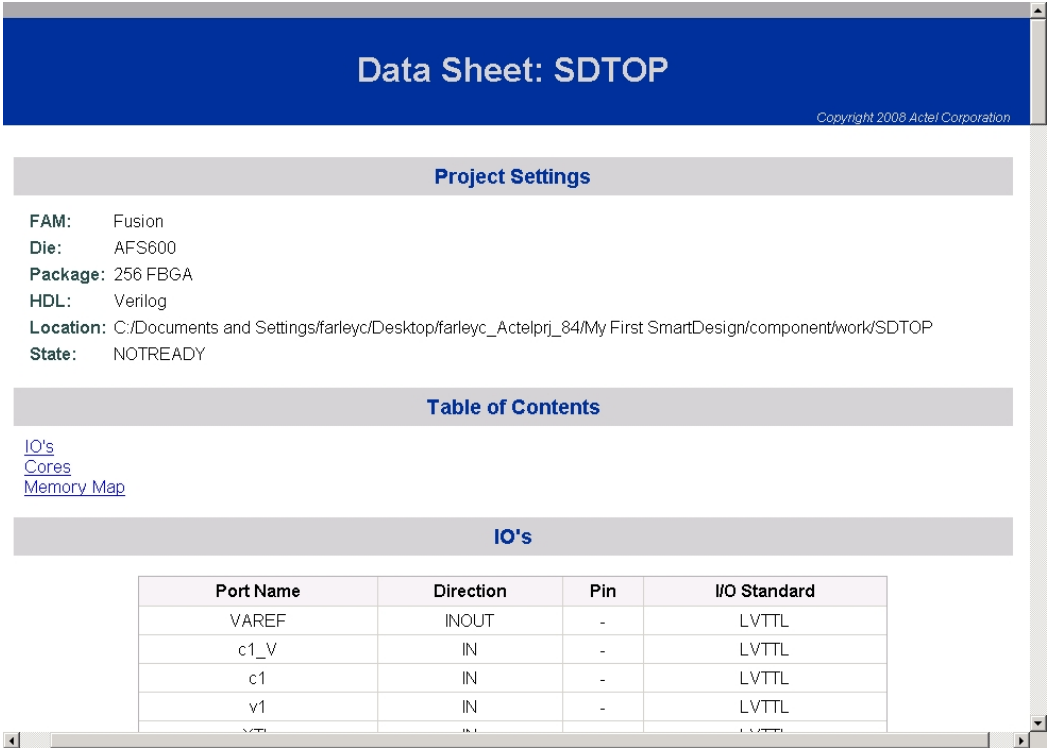 Data Sheet: SDTOP
Copyright 2008 Actel Corporation
Project Settings
FAM: Fusion
Die: AFS600
Package: 256 FBGA
HDL: Verilog
Location: C:/Documents and Settings/farleyc/Desktop/farleyc_Actelprj_84/My First SmartDesign/component/work/SDTOP
State: NOTREADY
Table of Contents
IO's
Cores
Memory Map
IO's
Port Name Direction Pin I/O Standard
VAREF INOUT - LVTTL
c1_V IN - LVTTL
c1 IN - LVTTL
v1 IN - LVTTL